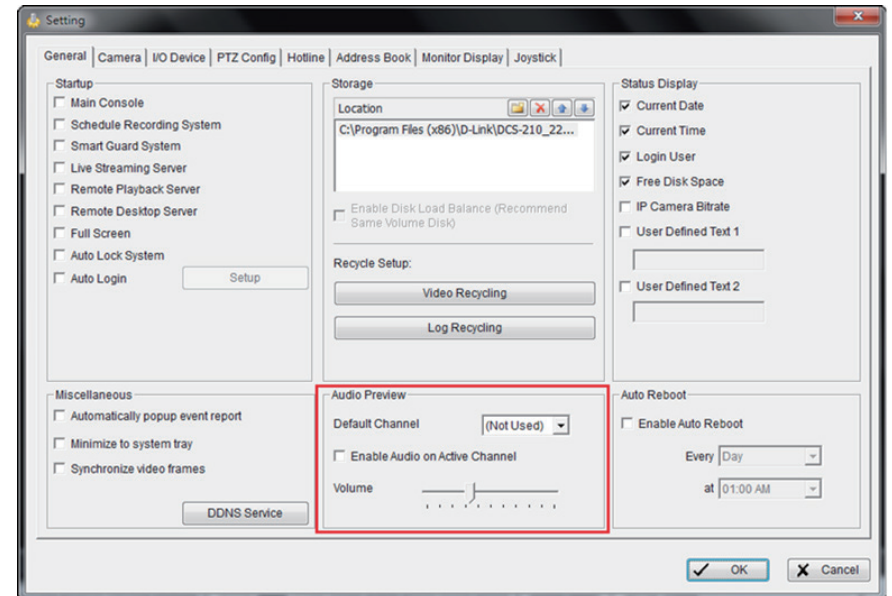 Setting
General Camera I/O Device PTZ Config Hotline Address Book Monitor Display Joystick
Startup
Main Console
Schedule Recording System
Smart Guard System
Live Streaming Server
Remote Playback Server
Remote Desktop Server
Full Screen
Auto Lock System
Auto Login Setup
Storage
Location
C:\Program Files (x86)\D-Link\DCS-210_22...
Enable Disk Load Balance (Recommend
Same Volume Disk)
Recycle Setup:
Video Recycling
Log Recycling
Status Display
Current Date
Current Time
Login User
Free Disk Space
IP Camera Bitrate
User Defined Text 1
User Defined Text 2
Miscellaneous
Automatically popup event report
Minimize to system tray
Synchronize video frames
DDNS Service
Audio Preview
Default Channel (Not Used)
Enable Audio on Active Channel
Volume
Auto Reboot
Enable Auto Reboot
Every Day
at 01:00 AM
OK Cancel